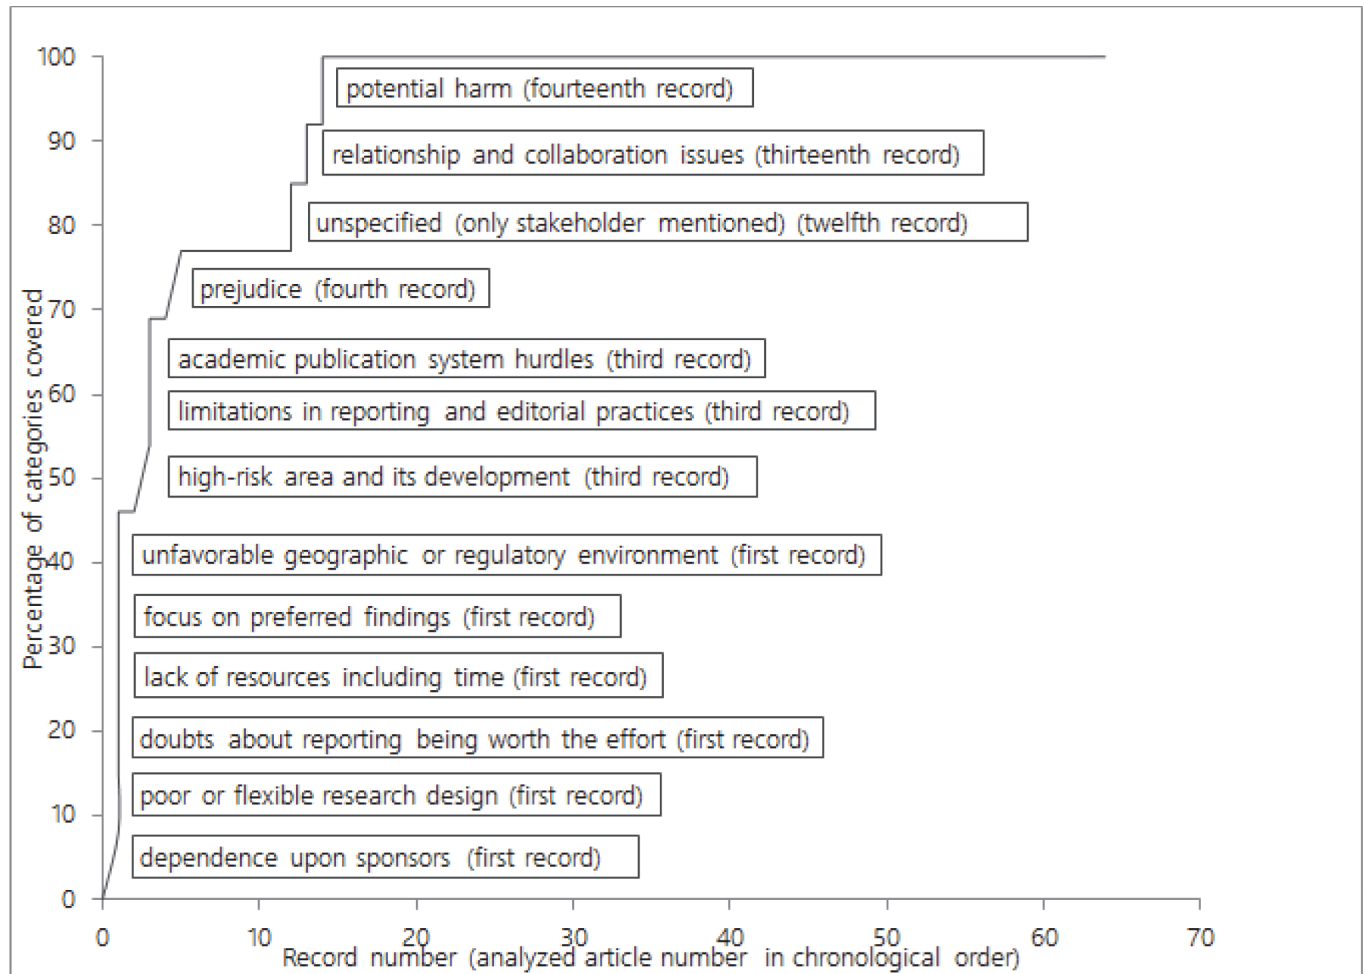 100
potential harm (fourteenth record)
90
relationship and collaboration issues (thirteenth record)
80
unspecified (only stakeholder mentioned) (twelfth record)
prejudice (fourth record)
70
academic publication system hurdles (third record)
60
limitations in reporting and editorial practices (third record)
50
high-risk area and its development (third record)
40
unfavorable geographic or regulatory environment (first record)
focus on preferred findings (first record)
30
lack of resources including time (first record)
20
doubts about reporting being worth the effort (first record)
10
poor or flexible research design (first record)
dependence upon sponsors (first record)
0
Percentage of categories covered
0 10 20 30 40 50 60 70
Record number (analyzed article number in chronological order)